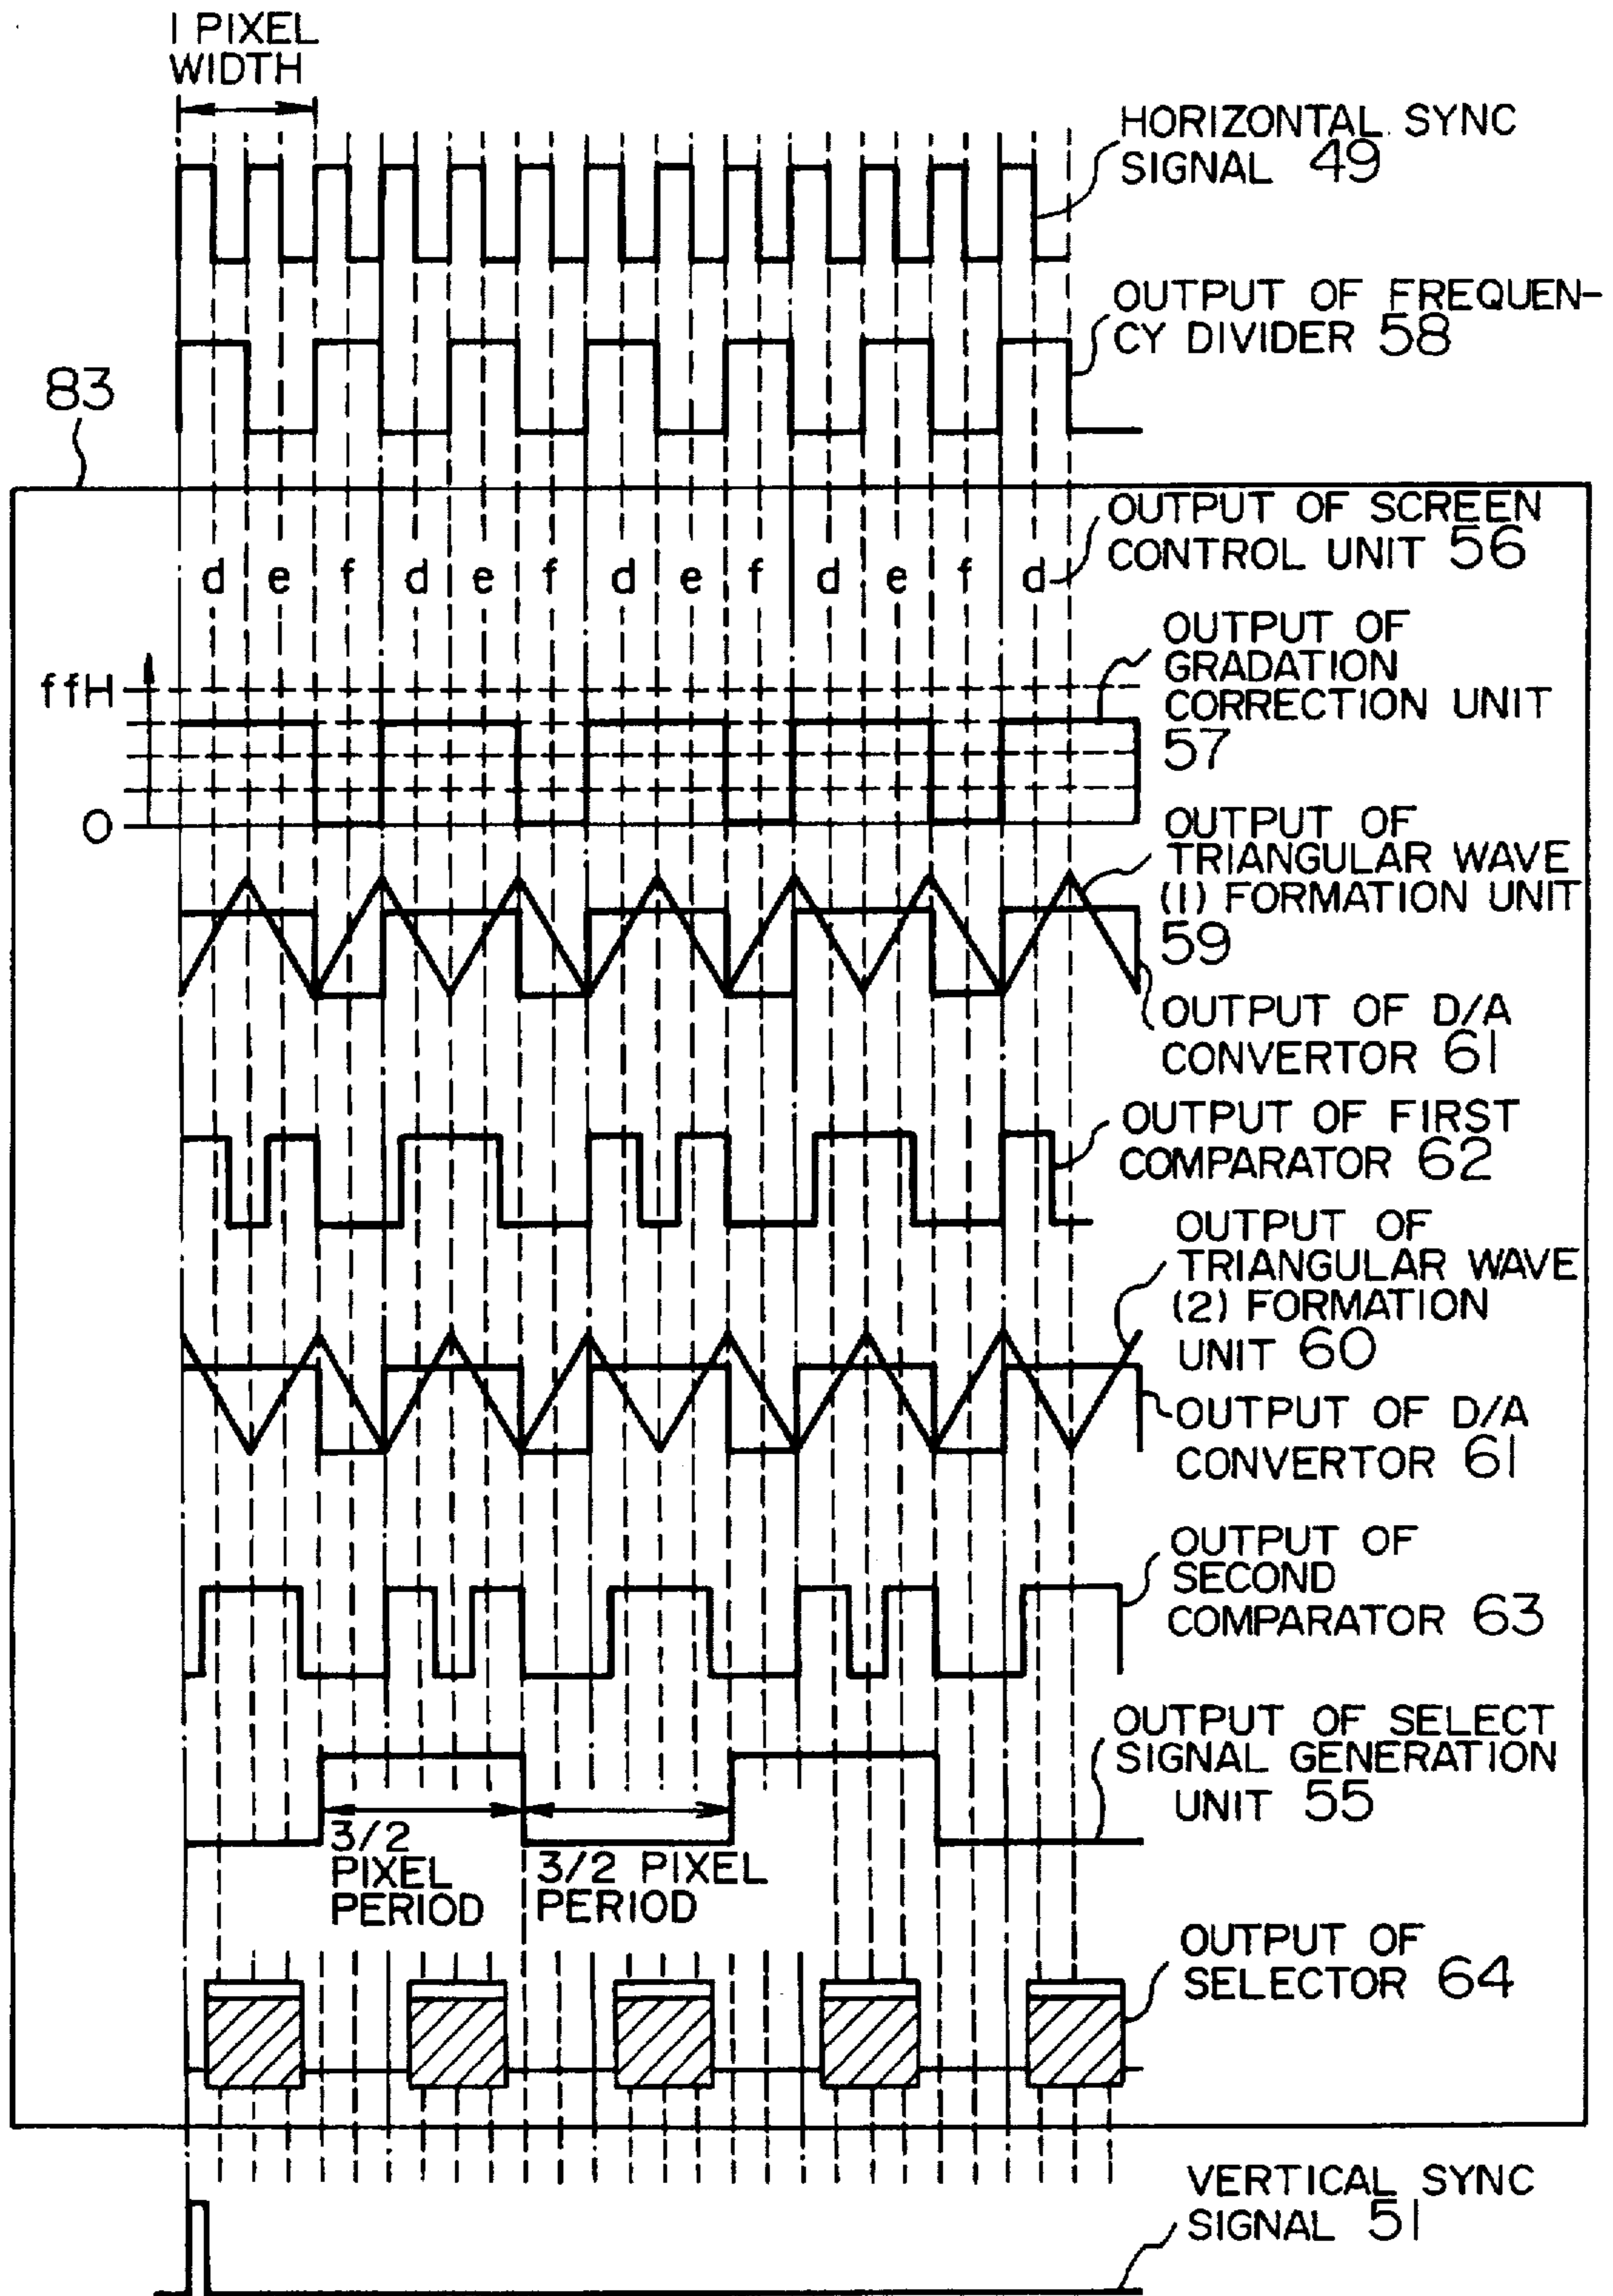 1 PIXEL
WIDTH
HORIZONTAL SYNC
SIGNAL 49
OUTPUT OF FREQUEN-
CY DIVIDER 58
83
OUTPUT OF SCREEN
CONTROL UNIT 56
d e f d e f d e f d e f d
OUTPUT OF
GRADATION
CORRECTION UNIT
57
ffH
0
OUTPUT OF
TRIANGULAR WAVE
(1) FORMATION UNIT
59
OUTPUT OF D/A
CONVERTOR 61
OUTPUT OF FIRST
COMPARATOR 62
OUTPUT OF
TRIANGULAR WAVE
(2) FORMATION
UNIT 60
OUTPUT OF D/A
CONVERTOR 61
OUTPUT OF
SECOND
COMPARATOR 63
OUTPUT OF SELECT
SIGNAL GENERATION
UNIT 55
3/2
PIXEL
PERIOD
3/2 PIXEL
PERIOD
OUTPUT OF
SELECTOR 64
VERTICAL SYNC
SIGNAL 51